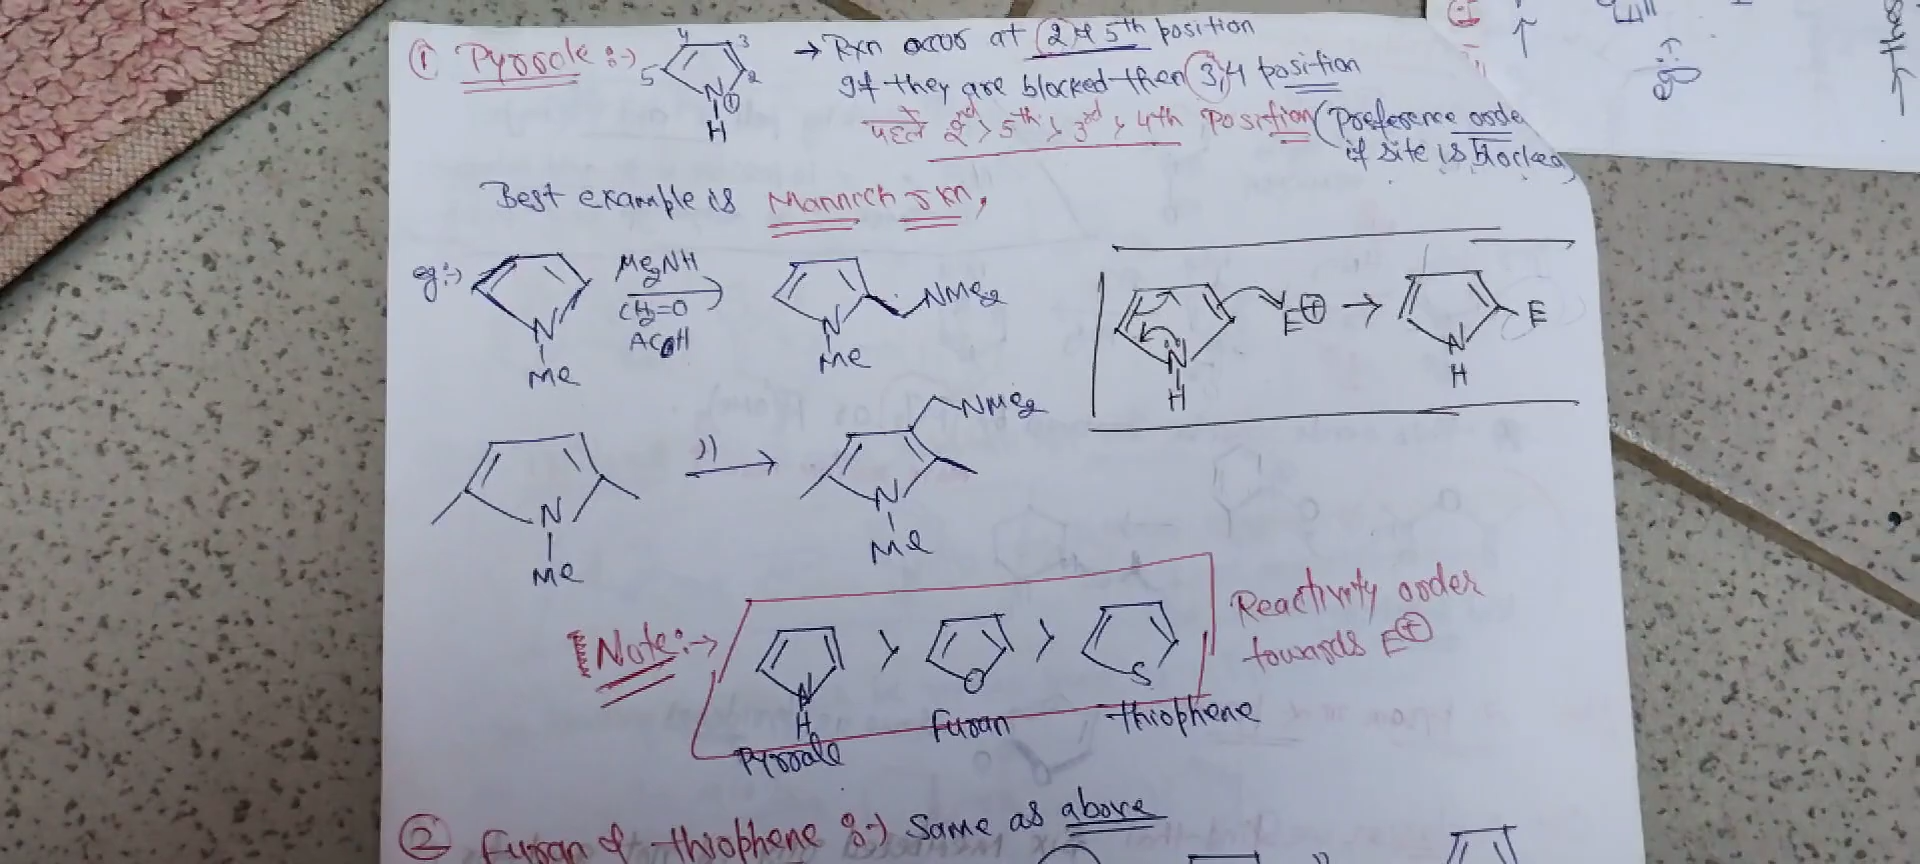 ① Pyrrole :-) 4 3 5 2 N⊕ H → Rxn occur at 2 & 5th position
If they are blocked then 3,4 position
पहले 2nd > 5th > 3rd > 4th Position (Preference order
if site is blocked)
Best example is Mannich rxn,
eg:-) N Me Me2NH CH2=O ACOH N Me NMe2
N H E⊕ → N H E
N Me )) N Me NMe2
Note:→ N H > O > S Reactivity order
towards E⊕
Pyrrole furan thiophene
② Furan & thiophene :-) Same as above